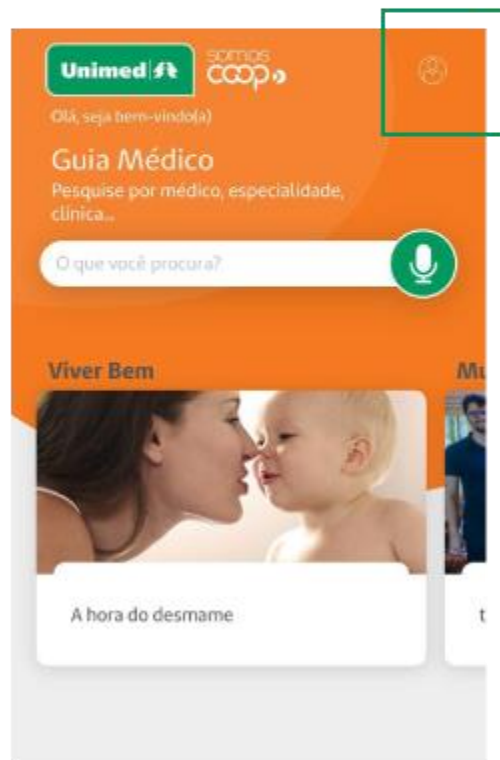 Unimed
somos
coop
Olá, seja bem-vindo(a)
Guia Médico
Pesquise por médico, especialidade,
clínica...
O que você procura?
Viver Bem
Mu
A hora do desmame
t